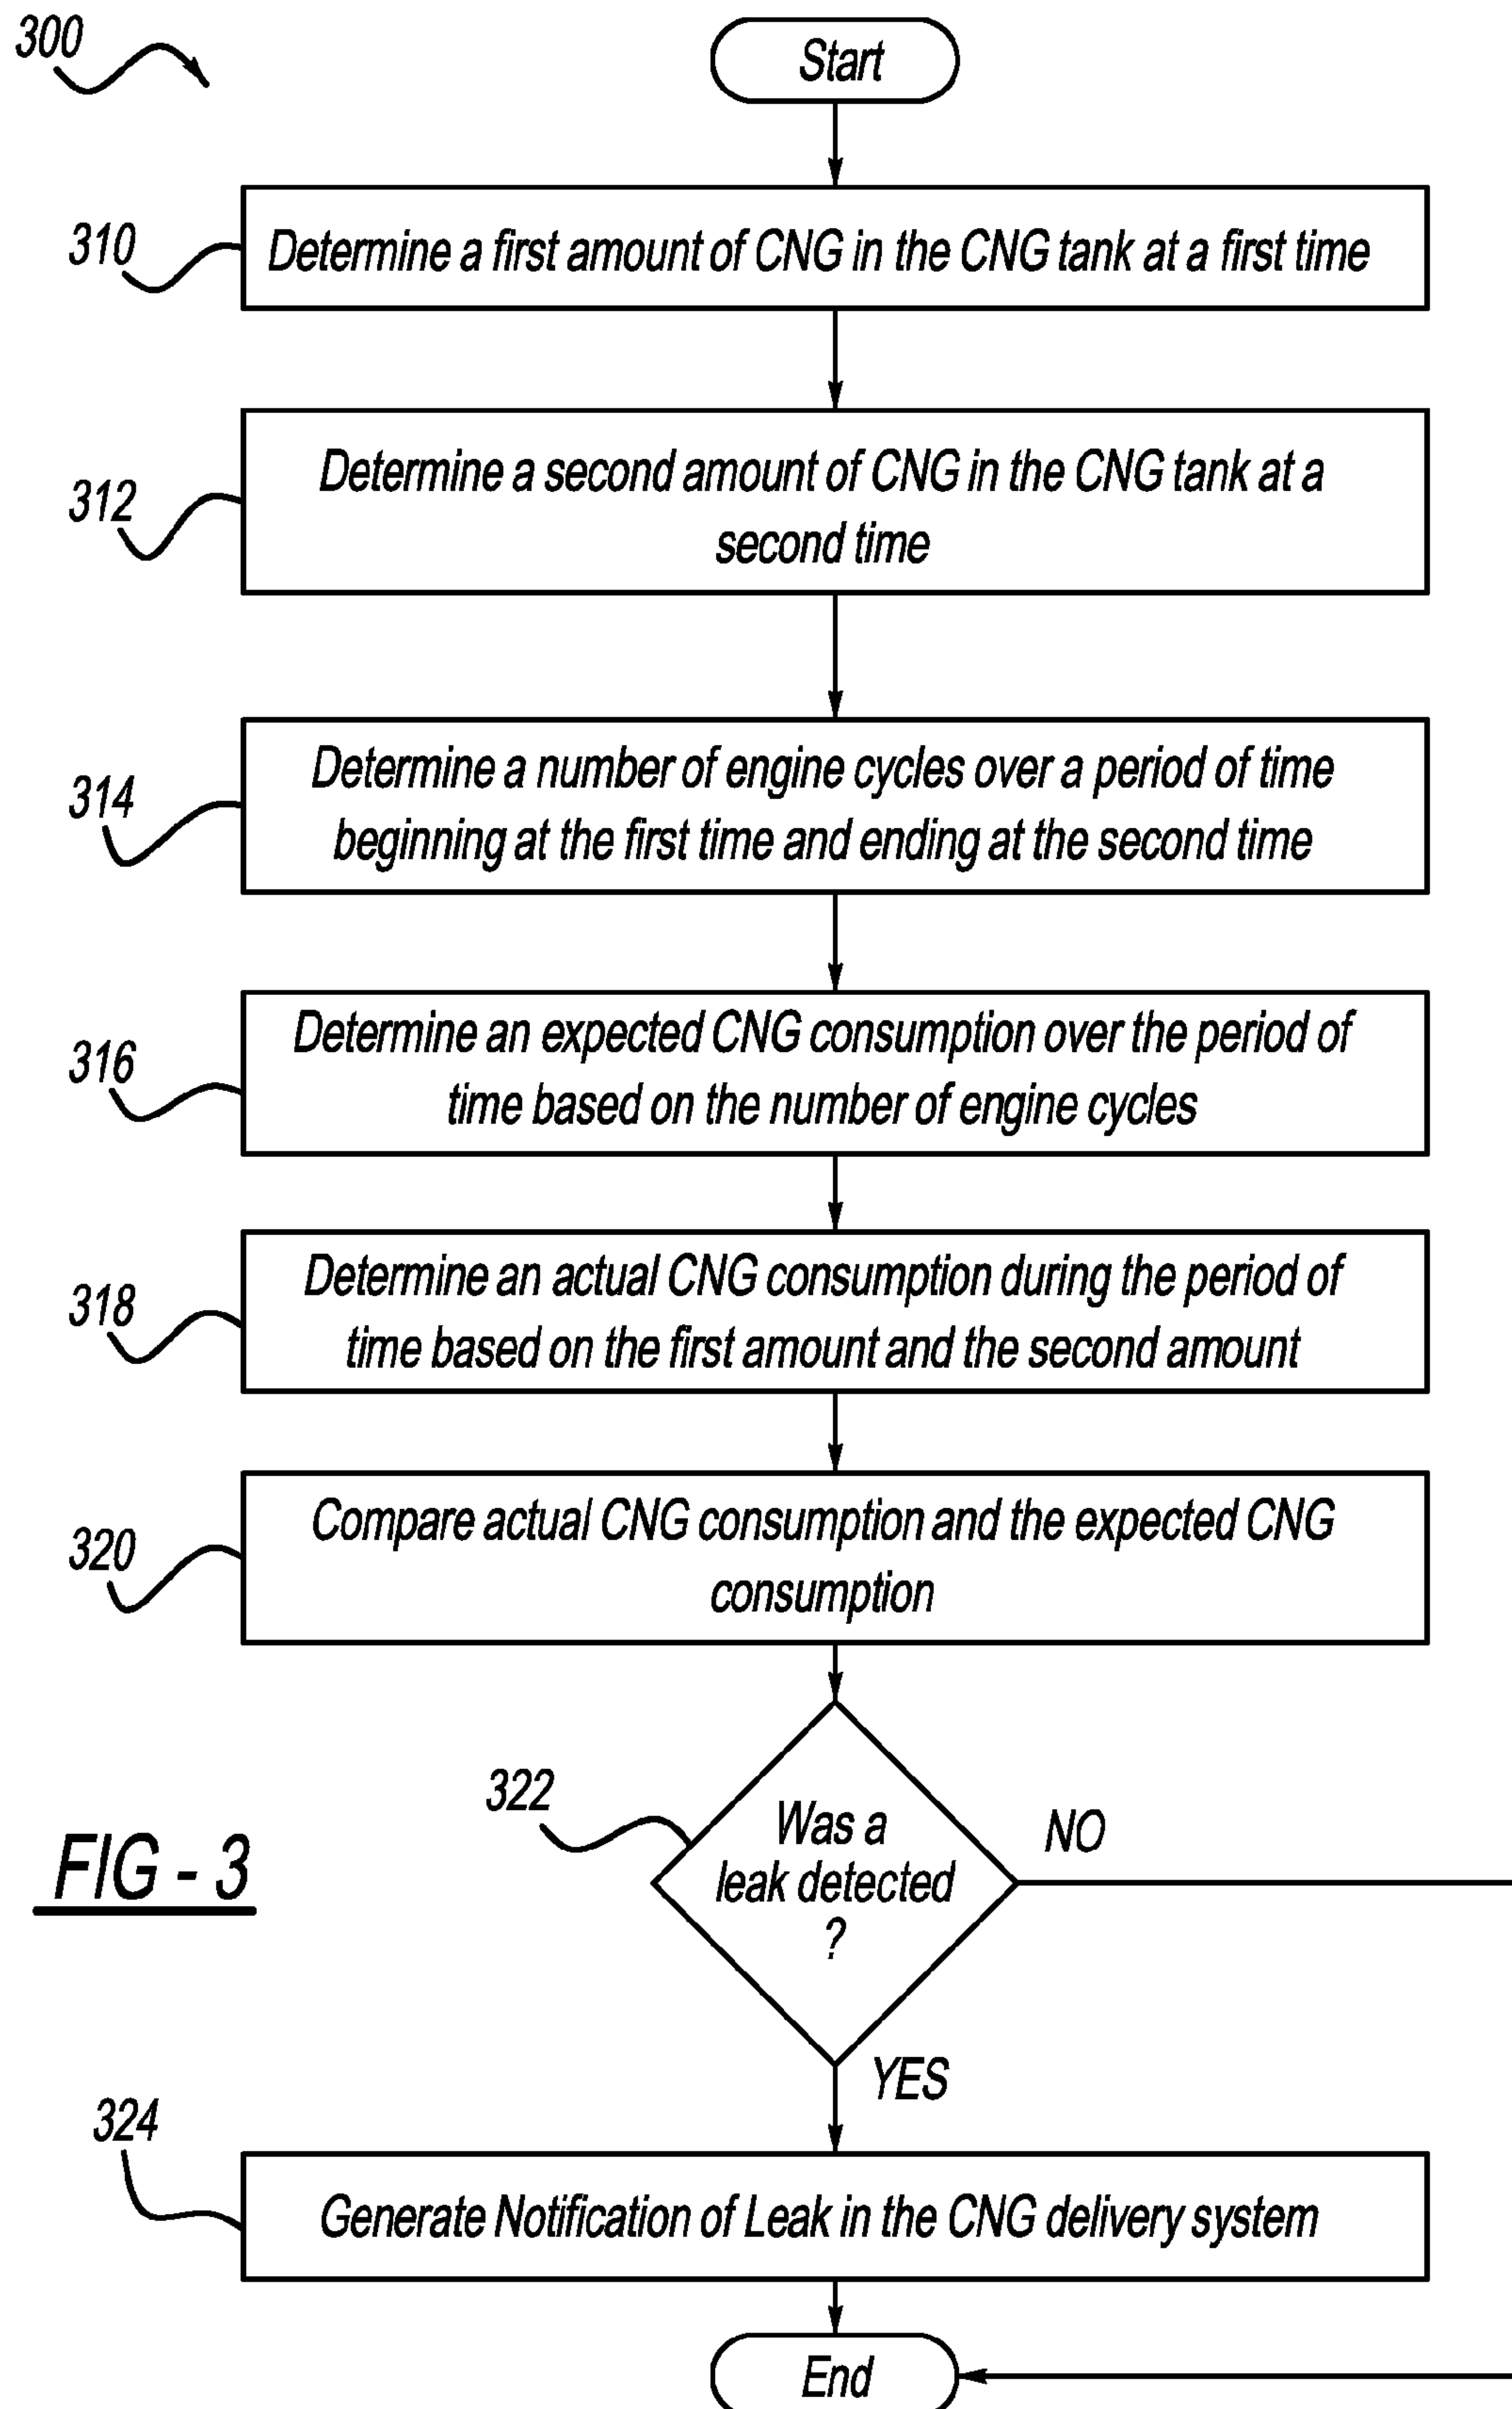 300
Start
310
Determine a first amount of CNG in the CNG tank at a first time
312
Determine a second amount of CNG in the CNG tank at a
second time
314
Determine a number of engine cycles over a period of time
beginning at the first time and ending at the second time
316
Determine an expected CNG consumption over the period of
time based on the number of engine cycles
318
Determine an actual CNG consumption during the period of
time based on the first amount and the second amount
320
Compare actual CNG consumption and the expected CNG
consumption
322
Was a
leak detected
?
NO
FIG - 3
YES
324
Generate Notification of Leak in the CNG delivery system
End